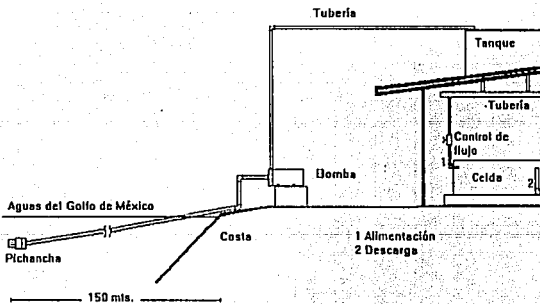 Tubería
Tanque
Tubería
Control de
flujo
1
Bomba
Celda
2
Aguas del Golfo de México
Pichancha
Costa
1 Alimentación
2 Descarga
150 mts.